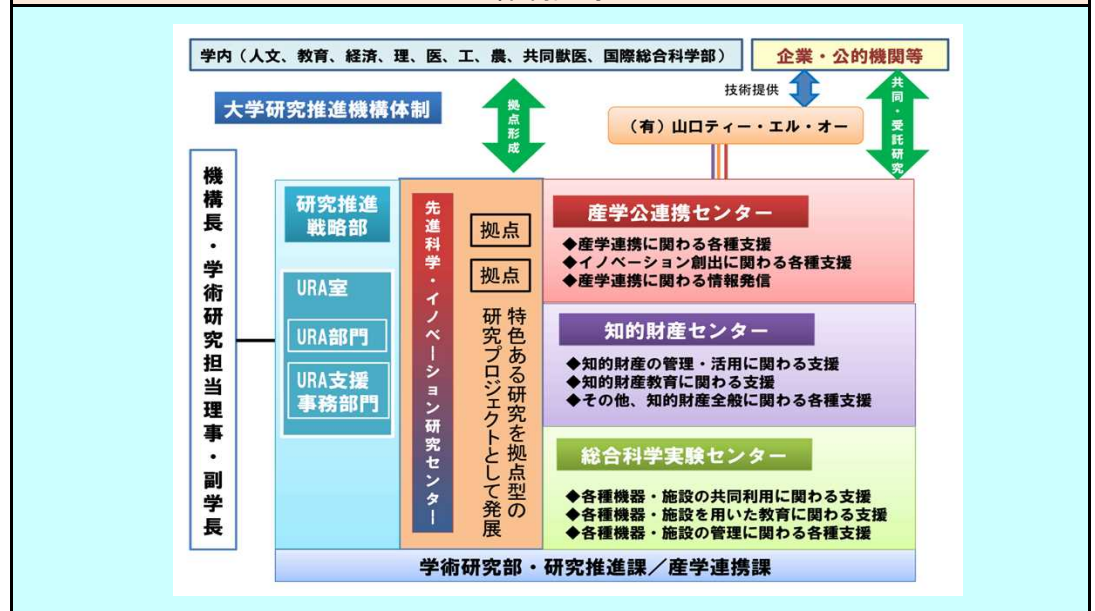 学内（人文、教育、経済、理、医、工、農、共同獣医、国際総合科学部）
企業・公的機関等
大学研究推進機構体制
拠点形成
技術提供
共同・受託研究
（有）山口ティー・エル・オー
機構長・学術研究担当理事・副学長
研究推進
戦略部
URA室
URA部門
URA支援
事務部門
先進科学・イノベーション研究センター
拠点
拠点
特色ある研究を拠点型の
研究プロジェクトとして発展
産学公連携センター
◆産学連携に関わる各種支援
◆イノベーション創出に関わる各種支援
◆産学連携に関わる情報発信
知的財産センター
◆知的財産の管理・活用に関わる支援
◆知的財産教育に関わる支援
◆その他、知的財産全般に関わる各種支援
総合科学実験センター
◆各種機器・施設の共同利用に関わる支援
◆各種機器・施設を用いた教育に関わる支援
◆各種機器・施設の管理に関わる各種支援
学術研究部・研究推進課／産学連携課